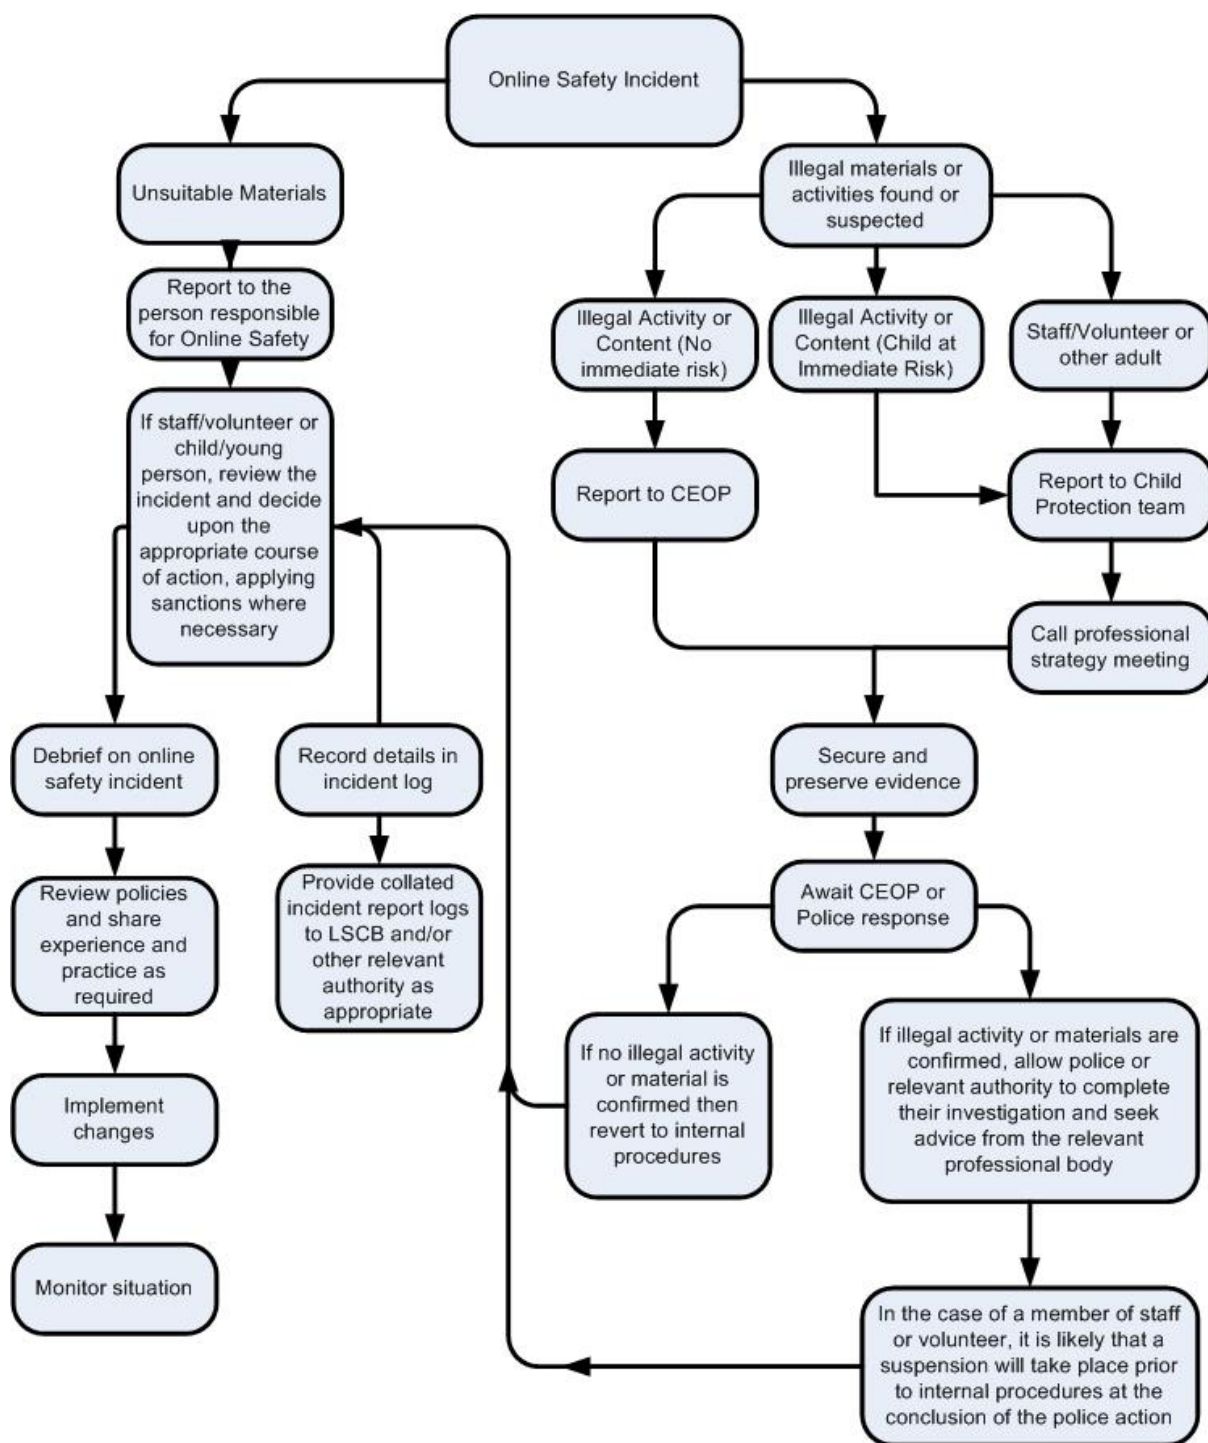 Online Safety Incident
Unsuitable Materials
Illegal materials or
activities found or
suspected
Report to the
person responsible
for Online Safety
Illegal Activity or
Content (No
immediate risk)
Illegal Activity or
Content (Child at
Immediate Risk)
Staff/Volunteer or
other adult
If staff/volunteer or
child/young
person, review the
incident and decide
upon the
appropriate course
of action, applying
sanctions where
necessary
Report to CEOP
Report to Child
Protection team
Call professional
strategy meeting
Debrief on online
safety incident
Record details in
incident log
Secure and
preserve evidence
Review policies
and share
experience and
practice as
required
Provide collated
incident report logs
to LSCB and/or
other relevant
authority as
appropriate
Await CEOP or
Police response
If no illegal activity
or material is
confirmed then
revert to internal
procedures
If illegal activity or materials are
confirmed, allow police or
relevant authority to complete
their investigation and seek
advice from the relevant
professional body
Implement
changes
Monitor situation
In the case of a member of staff
or volunteer, it is likely that a
suspension will take place prior
to internal procedures at the
conclusion of the police action